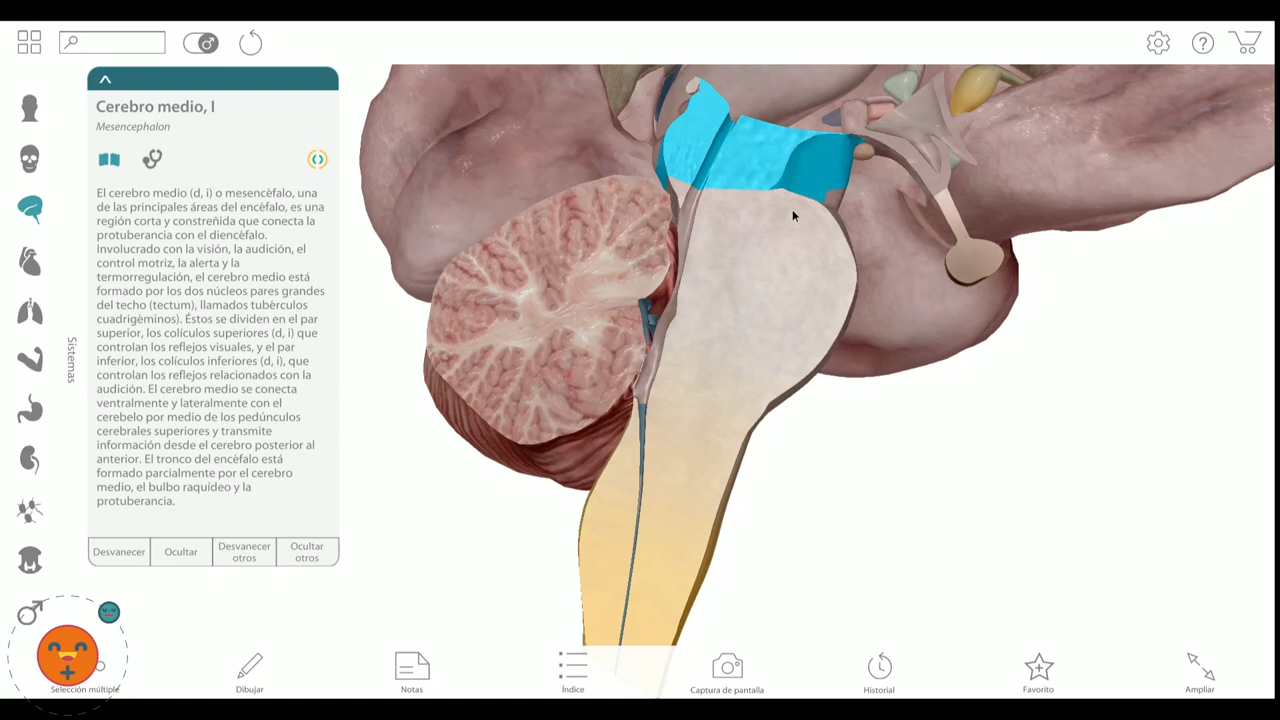 Cerebro medio, I
Mesencephalon
El cerebro medio (d, i) o mesencéfalo, una
de las principales áreas del encéfalo, es una
región corta y constreñida que conecta la
protuberancia con el diencéfalo.
Involucrado con la visión, la audición, el
control motriz, la alerta y la
termorregulación, el cerebro medio está
formado por los dos núcleos pares grandes
del techo (tectum), llamados tubérculos
cuadrigèminos). Éstos se dividen en el par
superior, los colículos superiores (d, i) que
controlan los reflejos visuales, y el par
inferior, los colículos inferiores (d, i), que
controlan los reflejos relacionados con la
audición. El cerebro medio se conecta
ventralmente y lateralmente con el
cerebelo por medio de los pedúnculos
cerebrales superiores y transmite
información desde el cerebro posterior al
anterior. El tronco del encéfalo está
formado parcialmente por el cerebro
medio, el bulbo raquídeo y la
protuberancia.
Desvanecer
Ocultar
Desvanecer
otros
Ocultar
otros
Sistemas
Selección múltiple
Dibujar
Notas
Índice
Captura de pantalla
Historial
Favorito
Ampliar